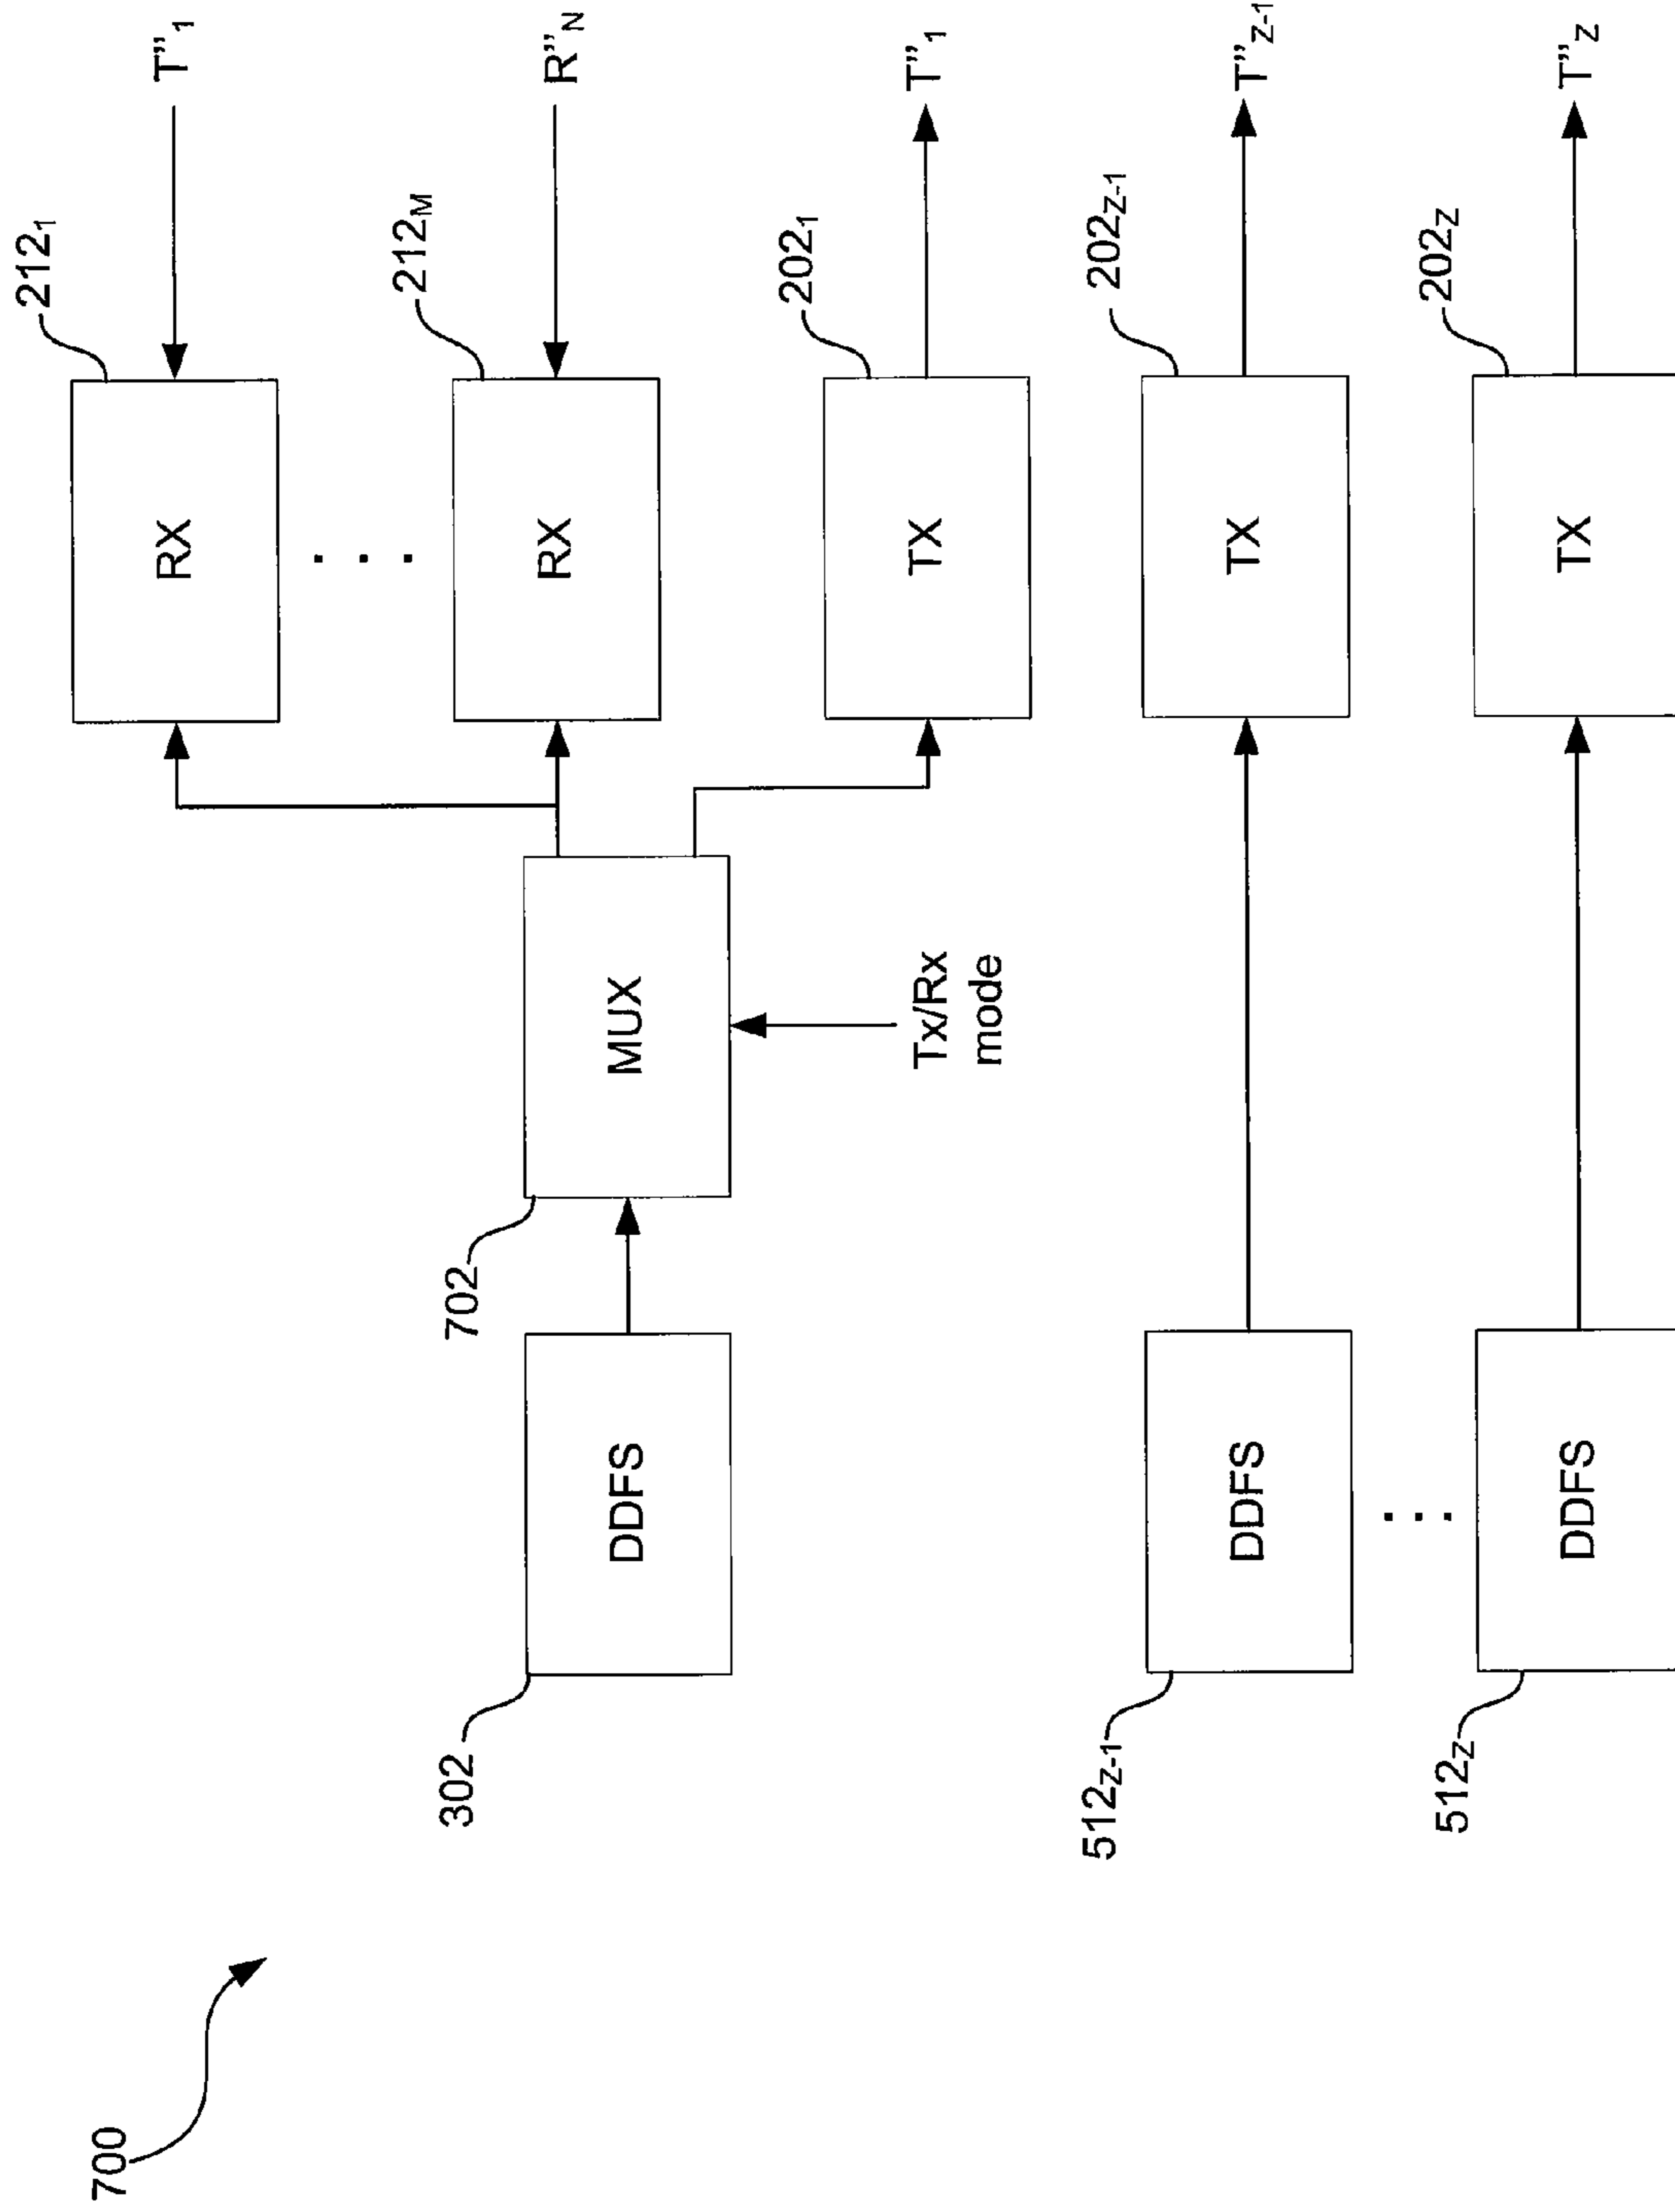 700
302
DDFS
702
MUX
Tx/Rx
mode
212₁
RX
T”₁
. . .
212M
RX
R”N
202₁
TX
T”₁
512Z-1
DDFS
202Z-1
TX
T”Z-1
. . .
512Z
DDFS
202Z
TX
T”Z